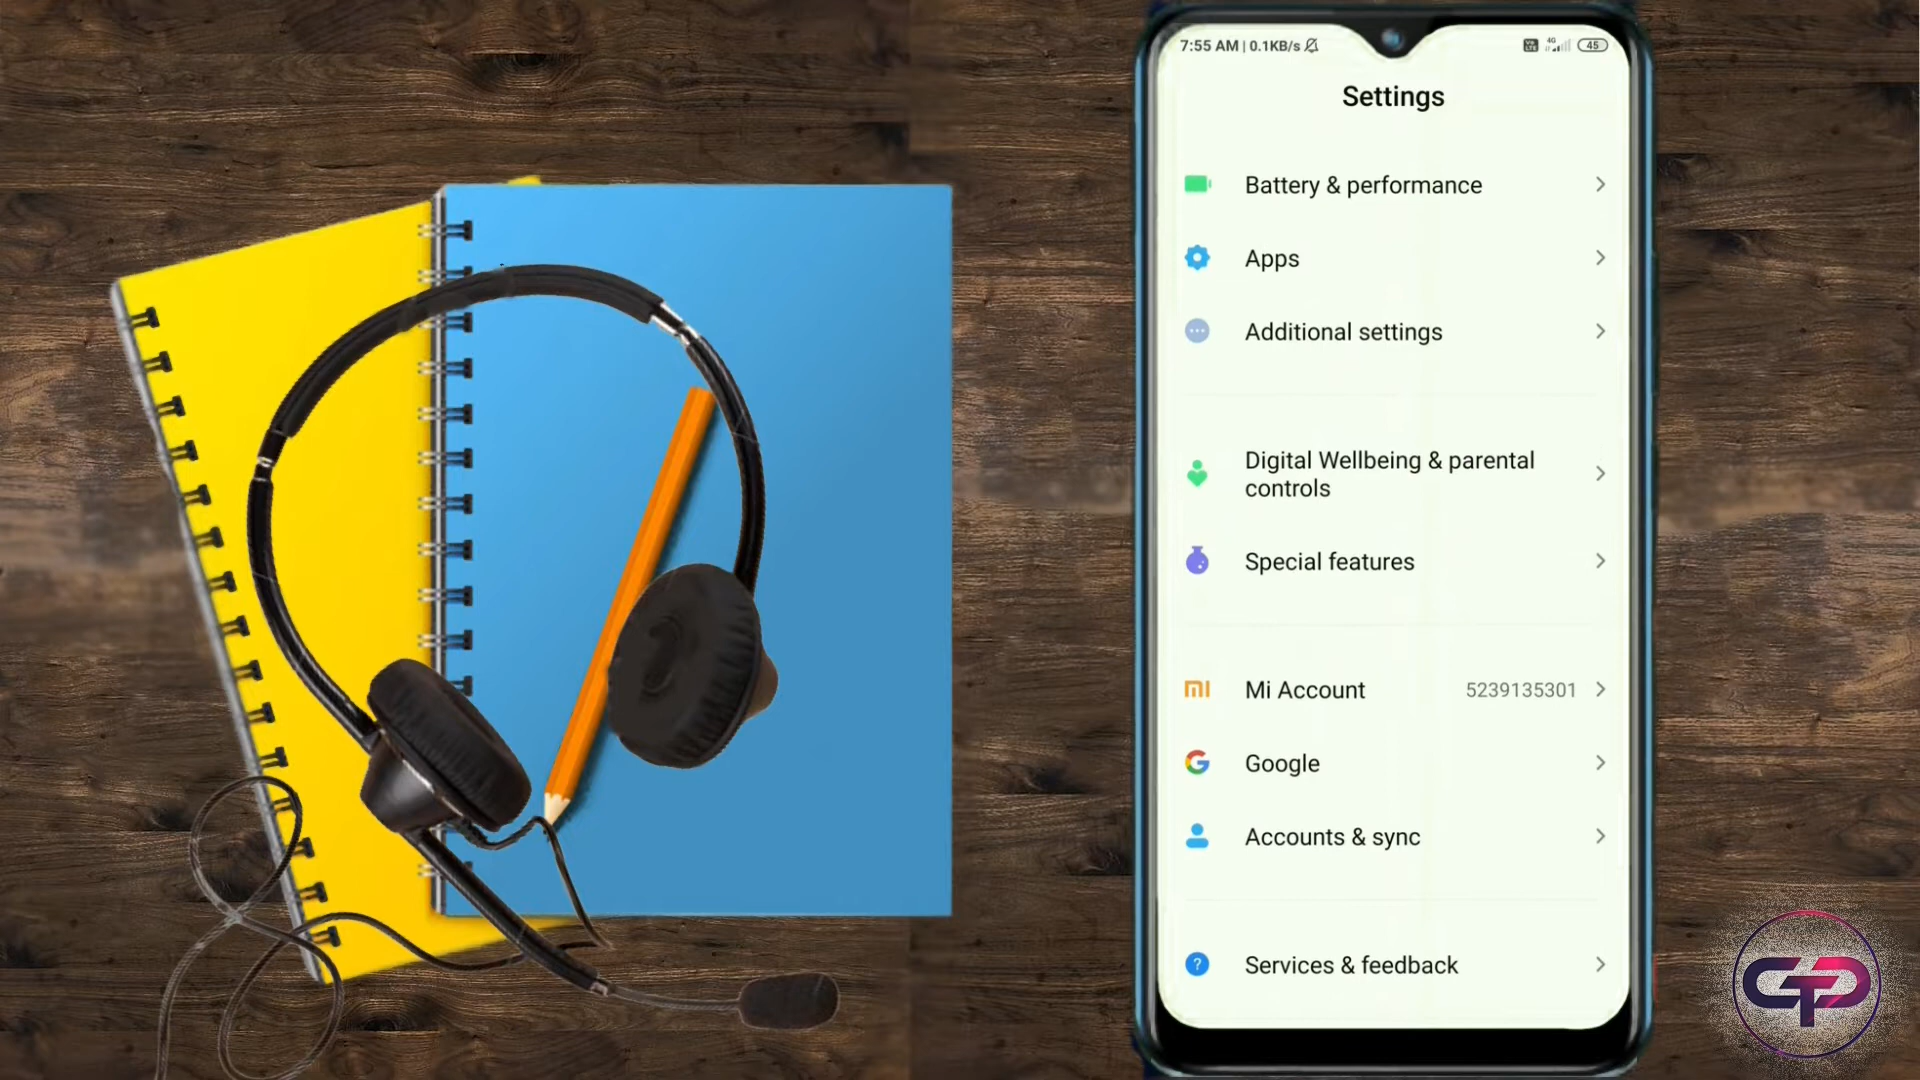 7:55 AM | 0.1KB/s
4G
45
Settings
Battery & performance
Apps
Additional settings
Digital Wellbeing & parental
controls
Special features
Mi Account 5239135301
Google
Accounts & sync
Services & feedback